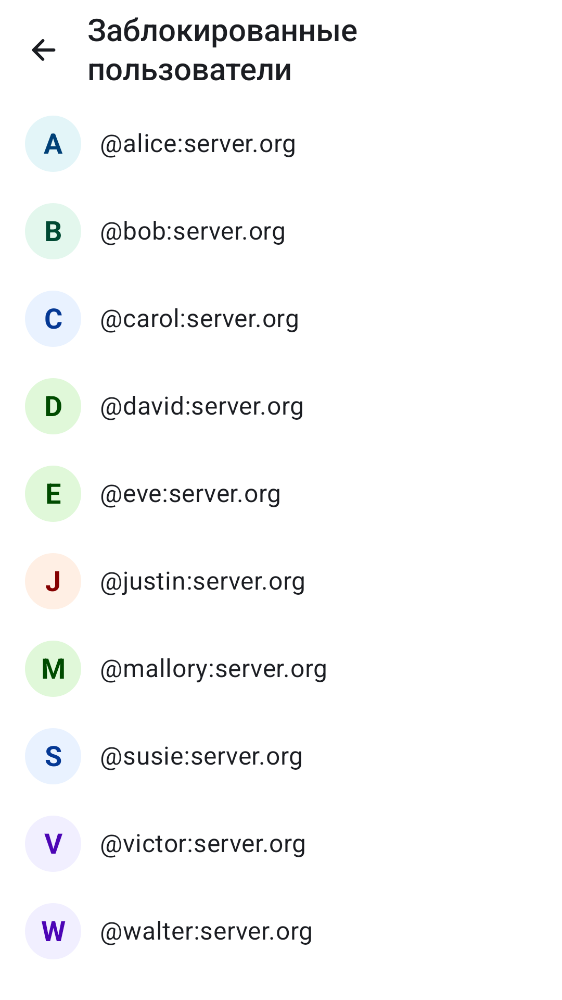 Заблокированные
пользователи
A @alice:server.org
B @bob:server.org
C @carol:server.org
D @david:server.org
E @eve:server.org
J @justin:server.org
M @mallory:server.org
S @susie:server.org
V @victor:server.org
W @walter:server.org